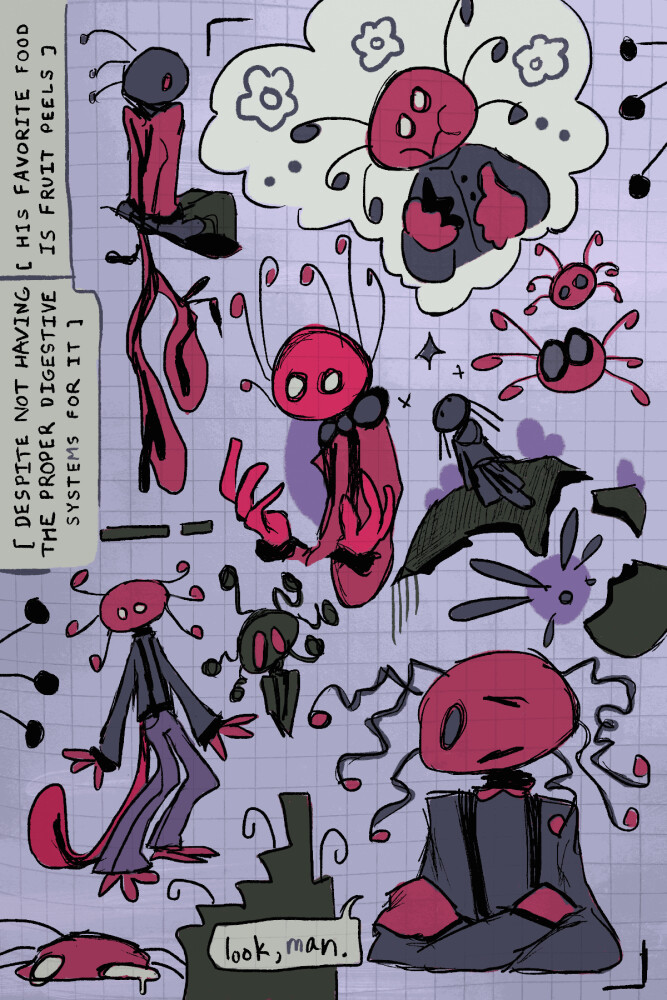 [ HIS FAVORITE FOOD
IS FRUIT PEELS ]
[ DESPITE NOT HAVING
THE PROPER DIGESTIVE
SYSTEMS FOR IT ]
look, man.